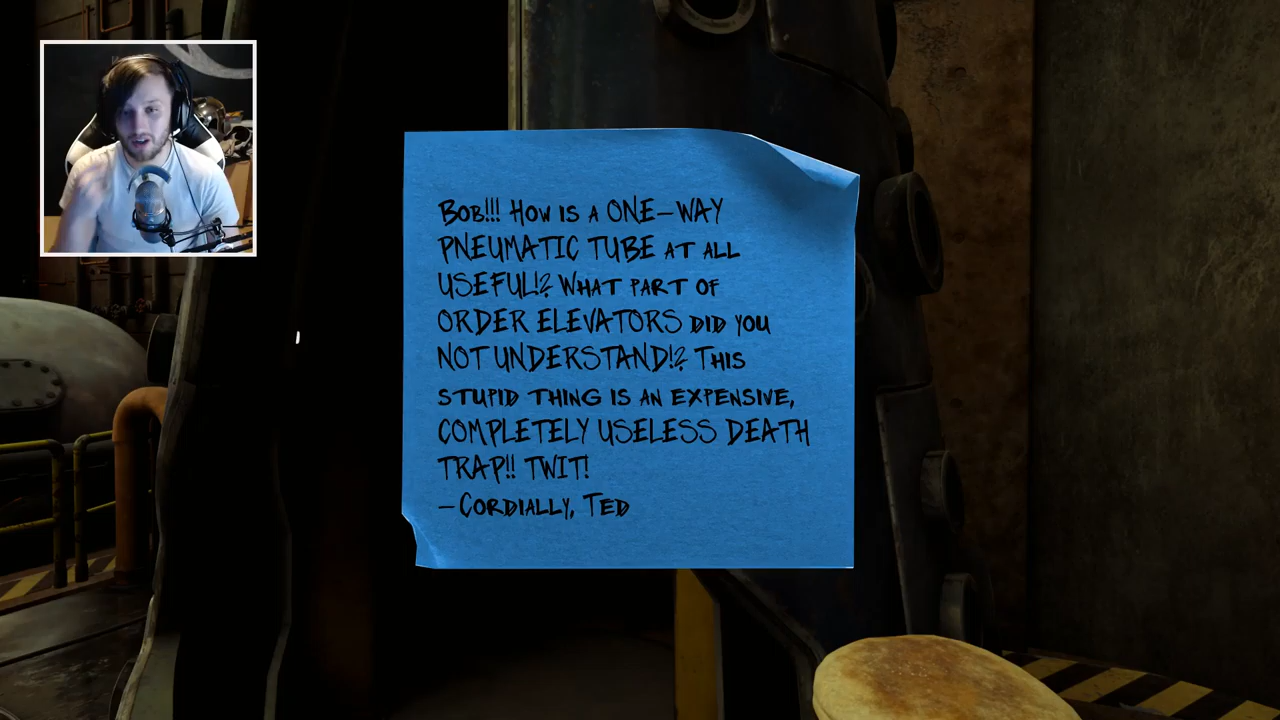 Bob!!! How is a ONE-WAY
PNEUMATIC TUBE at all
USEFUL!? What part of
ORDER ELEVATORS did you
NOT UNDERSTAND!? This
stupid thing is an expensive,
COMPLETELY USELESS DEATH
TRAP!! TWIT!
- Cordially, Ted